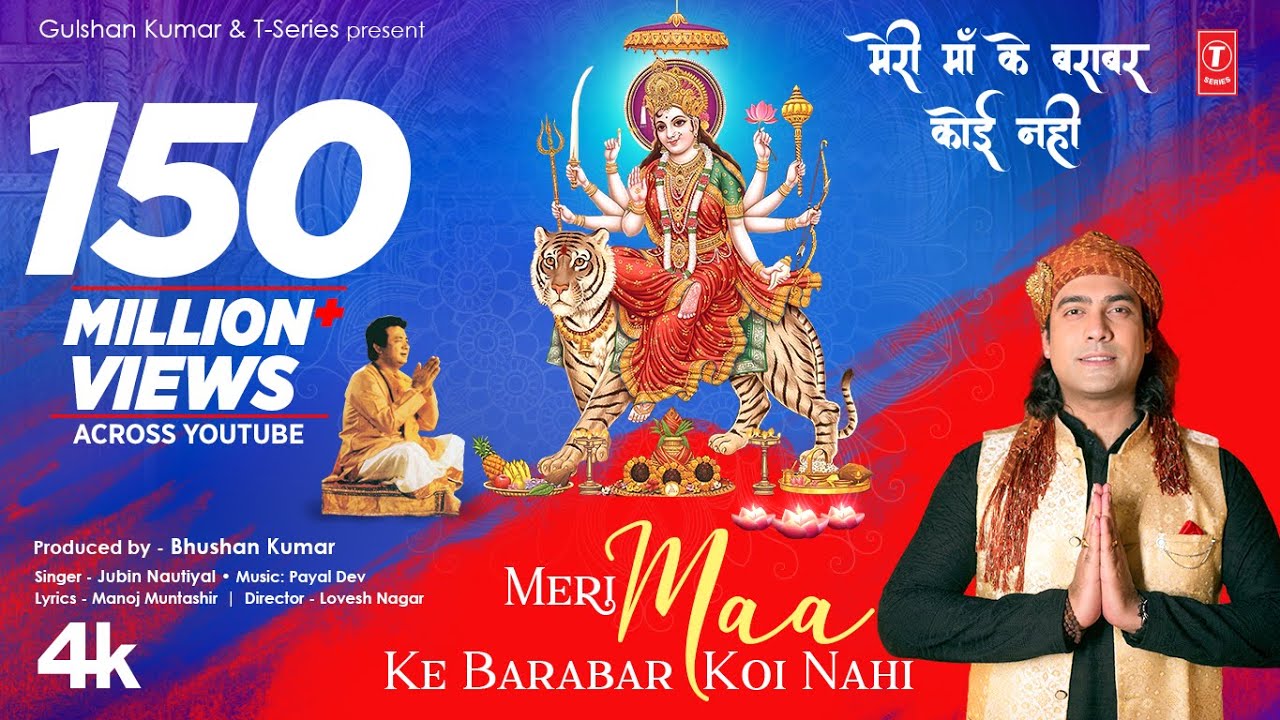 Gulshan Kumar & T-Series present
150
MILLION+
VIEWS
ACROSS YOUTUBE
मेरी माँ के बराबर
कोई नही
T
SERIES
Produced by - Bhushan Kumar
Singer - Jubin Nautiyal • Music: Payal Dev
Lyrics - Manoj Muntashir | Director - Lovesh Nagar
4k
MERI Maa
KE BARABAR KOI NAHI